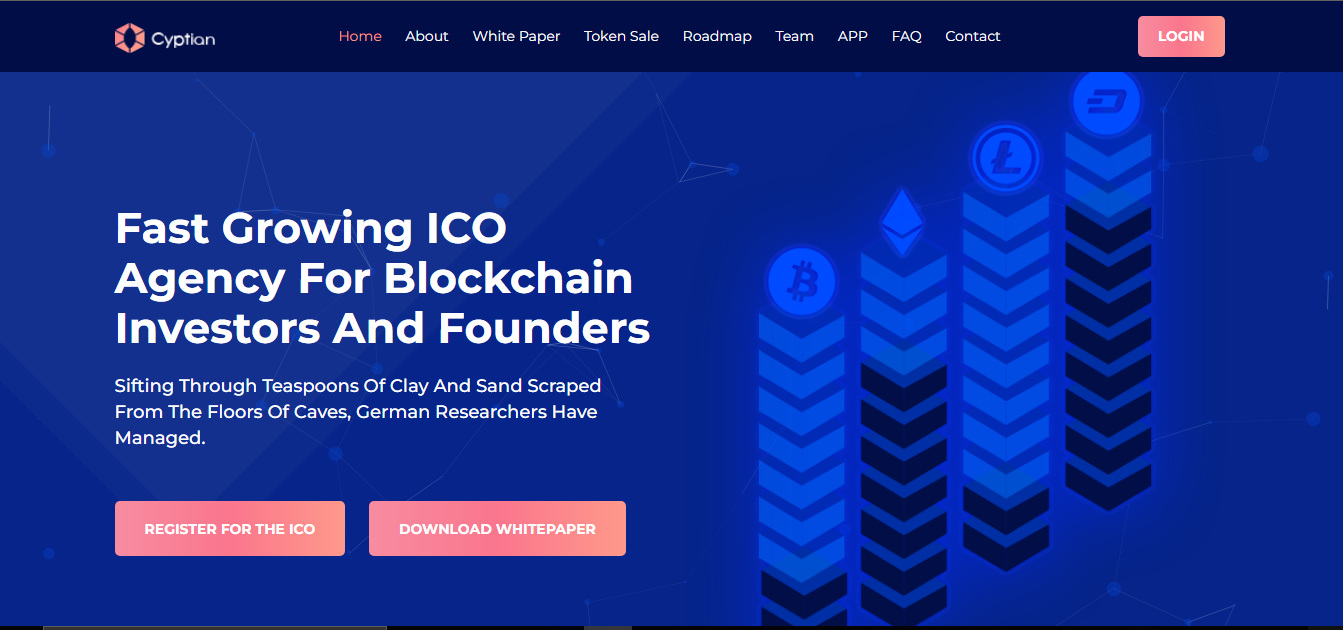 Cyptian
Home About White Paper Token Sale Roadmap Team APP FAQ Contact
LOGIN
Fast Growing ICO
Agency For Blockchain
Investors And Founders
Sifting Through Teaspoons Of Clay And Sand Scraped
From The Floors Of Caves, German Researchers Have
Managed.
REGISTER FOR THE ICO
DOWNLOAD WHITEPAPER